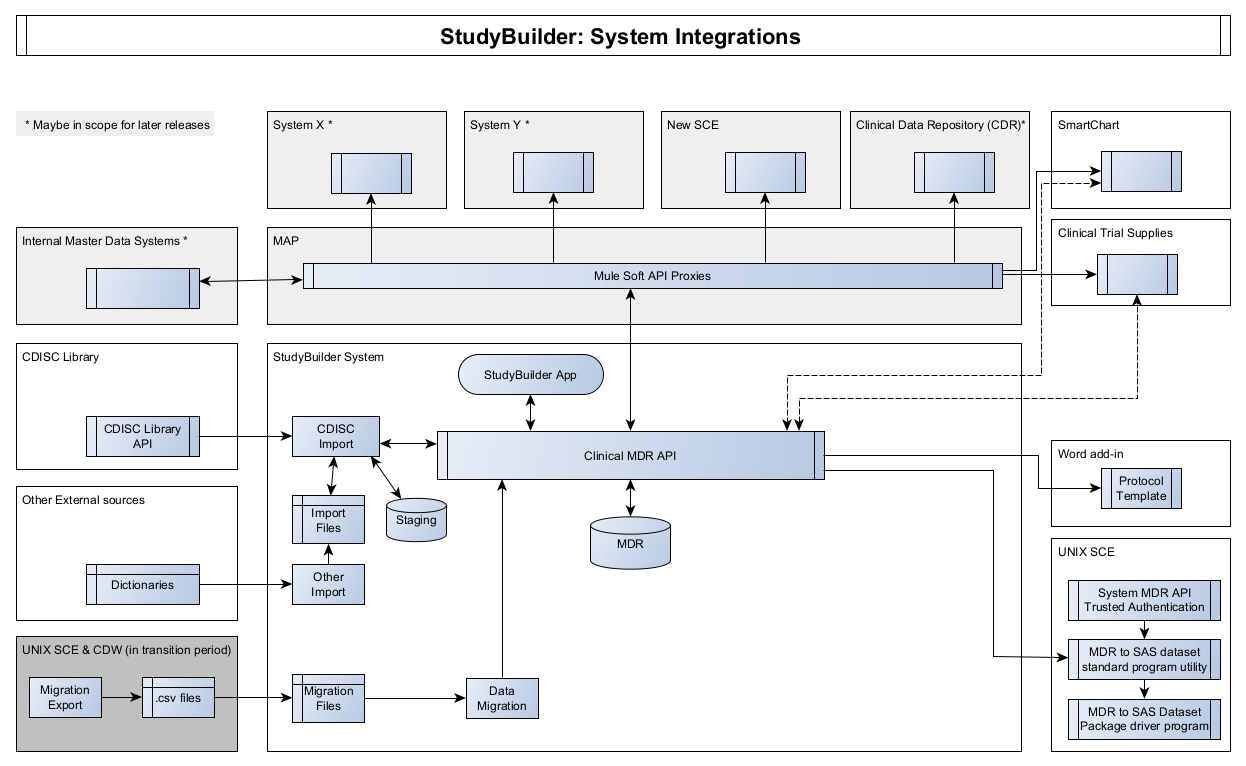 StudyBuilder: System Integrations
* Maybe in scope for later releases
System X *
System Y *
New SCE
Clinical Data Repository (CDR)*
SmartChart
Internal Master Data Systems *
MAP
Mule Soft API Proxies
Clinical Trial Supplies
CDISC Library
CDISC Library
API
StudyBuilder System
StudyBuilder App
CDISC
Import
Clinical MDR API
Import
Files
Staging
MDR
Other
Import
Word add-in
Protocol
Template
Other External sources
Dictionaries
UNIX SCE
System MDR API
Trusted Authentication
MDR to SAS dataset
standard program utility
MDR to SAS Dataset
Package driver program
UNIX SCE & CDW (in transition period)
Migration
Export
.csv files
Migration
Files
Data
Migration